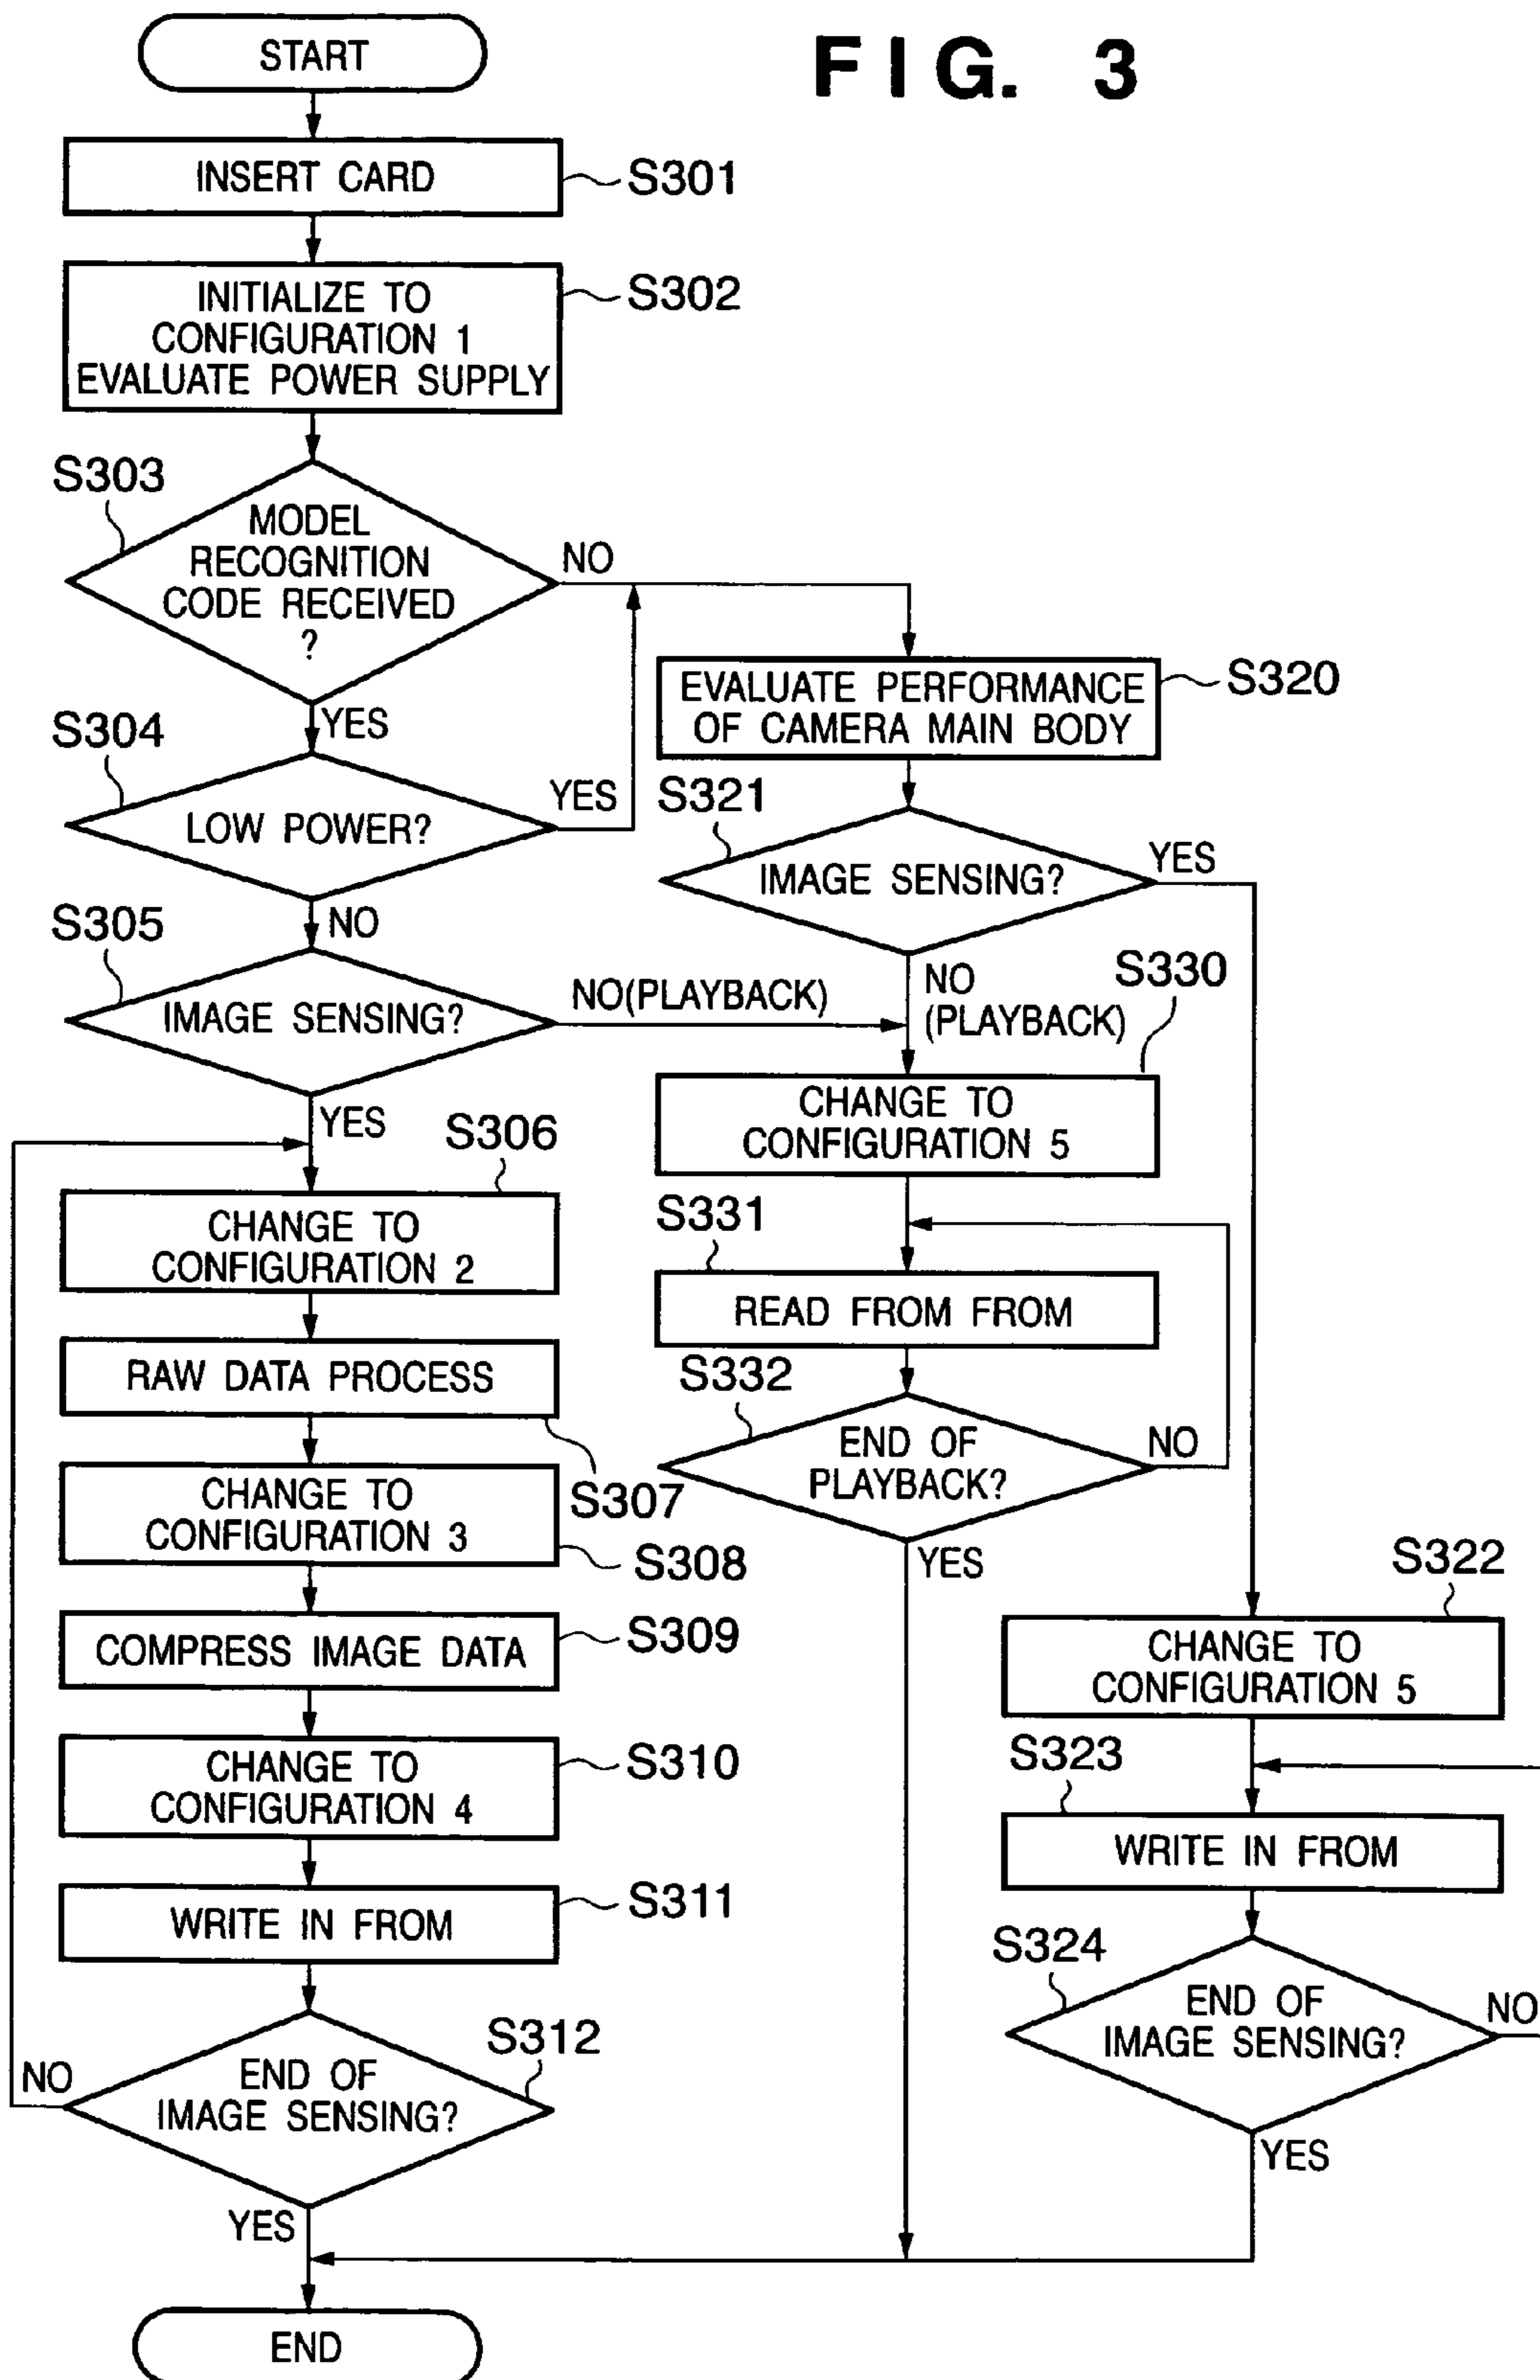 FIG. 3
START
INSERT CARD
S301
INITIALIZE TO
CONFIGURATION 1
EVALUATE POWER SUPPLY
S302
S303
MODEL
RECOGNITION
CODE RECEIVED
?
NO
YES
S304
LOW POWER?
YES
NO
S305
IMAGE SENSING?
NO(PLAYBACK)
YES
S306
CHANGE TO
CONFIGURATION 2
RAW DATA PROCESS
S307
CHANGE TO
CONFIGURATION 3
S308
COMPRESS IMAGE DATA
S309
CHANGE TO
CONFIGURATION 4
S310
WRITE IN FROM
S311
S312
END OF
IMAGE SENSING?
NO
YES
END
EVALUATE PERFORMANCE
OF CAMERA MAIN BODY
S320
S321
IMAGE SENSING?
YES
NO
(PLAYBACK)
S330
CHANGE TO
CONFIGURATION 5
S331
READ FROM FROM
S332
END OF
PLAYBACK?
NO
YES
S322
CHANGE TO
CONFIGURATION 5
S323
WRITE IN FROM
S324
END OF
IMAGE SENSING?
NO
YES